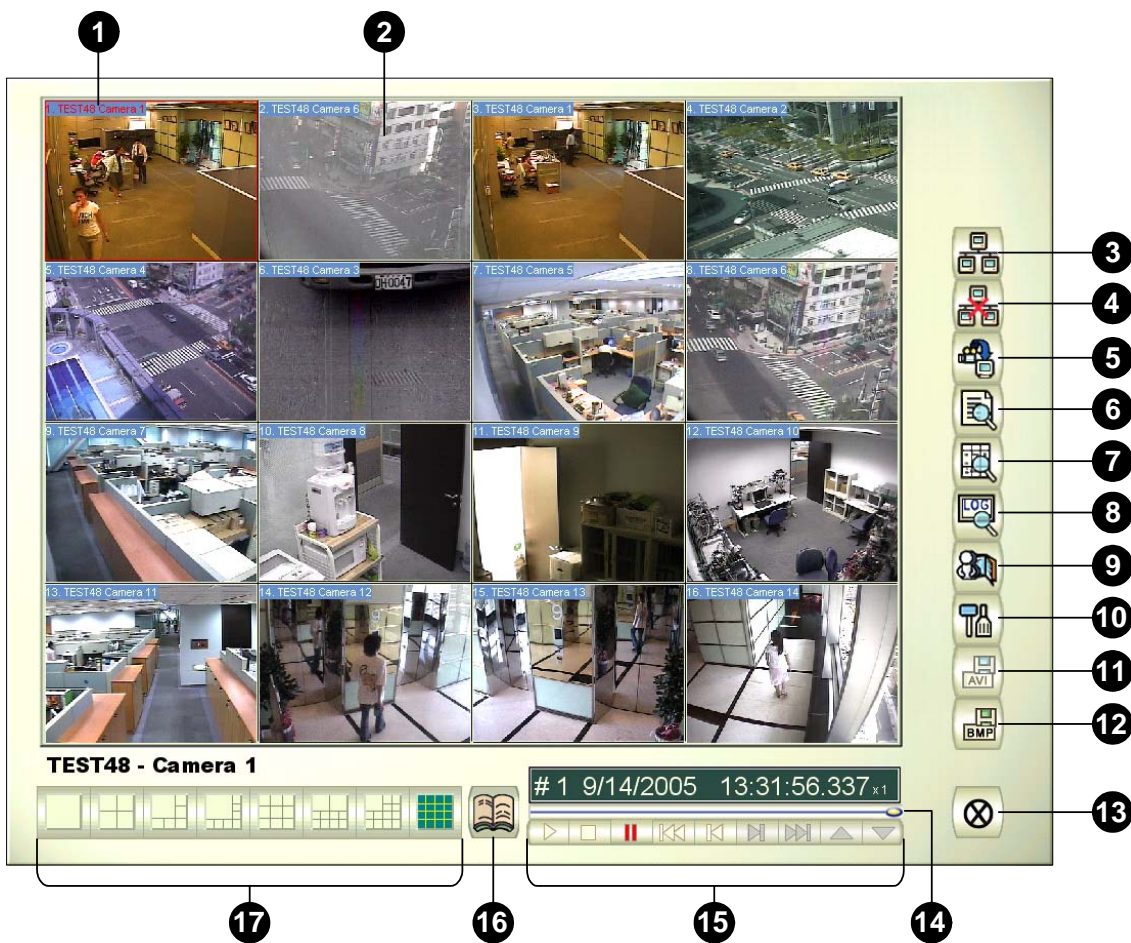 1
2
1. TEST48 Camera 1
2. TEST48 Camera 6
3. TEST48 Camera 1
4. TEST48 Camera 2
3
4
5. TEST48 Camera 4
6. TEST48 Camera 3
7. TEST48 Camera 5
8. TEST48 Camera 6
5
6
9. TEST48 Camera 7
10. TEST48 Camera 8
11. TEST48 Camera 9
12. TEST48 Camera 10
7
LOG
8
9
13. TEST48 Camera 11
14. TEST48 Camera 12
15. TEST48 Camera 13
16. TEST48 Camera 14
10
AVI
11
BMP
12
TEST48 - Camera 1
# 1 9/14/2005 13:31:56.337 x1
13
17
16
15
14